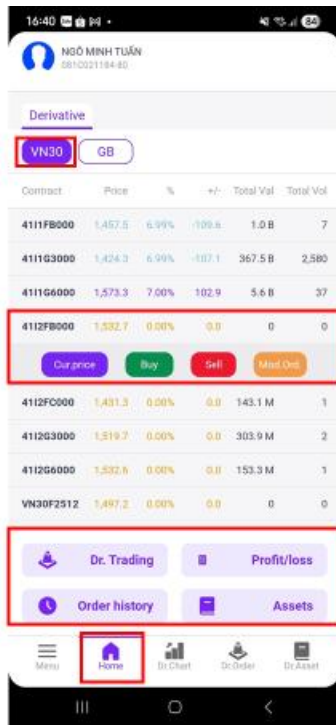 16:40
84
NGÔ MINH TUẤN
081C021184-80
Derivative
VN30 GB
Contract Price % +/- Total Val Total Vol
41I1FB000 1,457.5 6.99% -109.6 1.0 B 7
41I1G3000 1,424.3 6.99% -107.1 367.5 B 2,580
41I1G6000 1,573.3 7.00% 102.9 5.6 B 37
41I2FB000 1,532.7 0.00% 0.0 0 0
Cur.price Buy Sell Mod.Ord.
41I2FC000 1,431.3 0.00% 0.0 143.1 M 1
41I2G3000 1,519.7 0.00% 0.0 303.9 M 2
41I2G6000 1,532.6 0.00% 0.0 153.3 M 1
VN30F2512 1,497.2 0.00% 0.0 0 0
Dr. Trading Profit/loss
Order history Assets
Menu Home Dr.Chart Dr.Order Dr.Asset